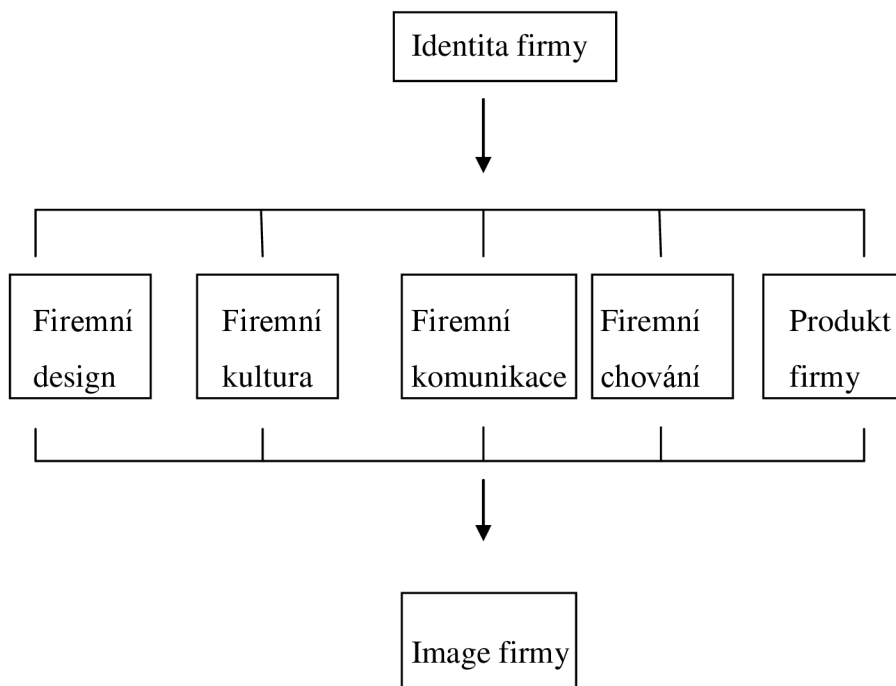 Identita firmy
Firemní
design
Firemní
kultura
Firemní
komunikace
Firemní
chování
Produkt
firmy
Image firmy